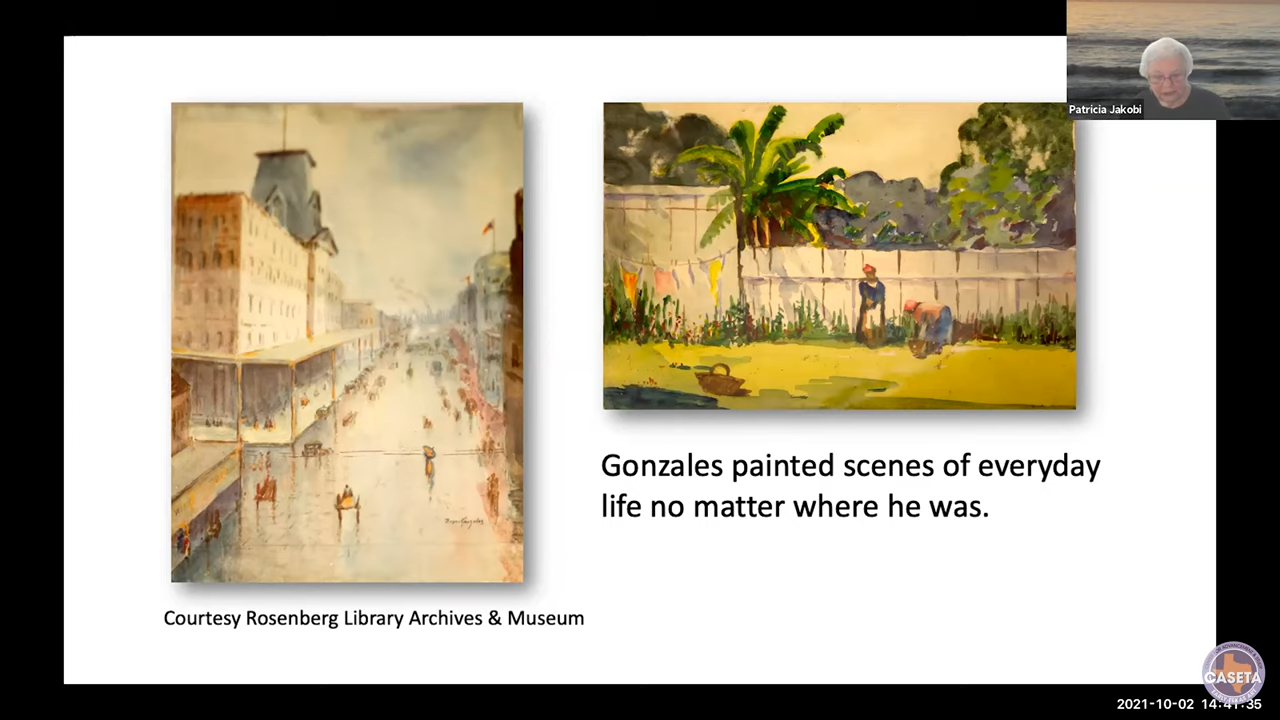 Patricia Jakobi
Gonzales painted scenes of everyday
life no matter where he was.
Courtesy Rosenberg Library Archives & Museum
CASETA
2021-10-02 14:41:35